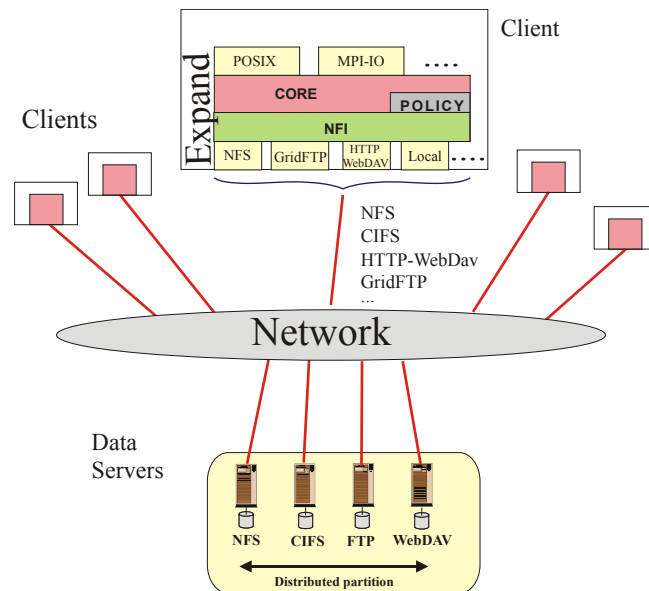 Client
POSIX
MPI-IO
....
CORE
POLICY
NFI
Expand
NFS
GridFTP
HTTP
WebDAV
Local
....
Clients
NFS
CIFS
HTTP-WebDav
GridFTP
...
Network
Data
Servers
NFS
CIFS
FTP
WebDAV
Distributed partition